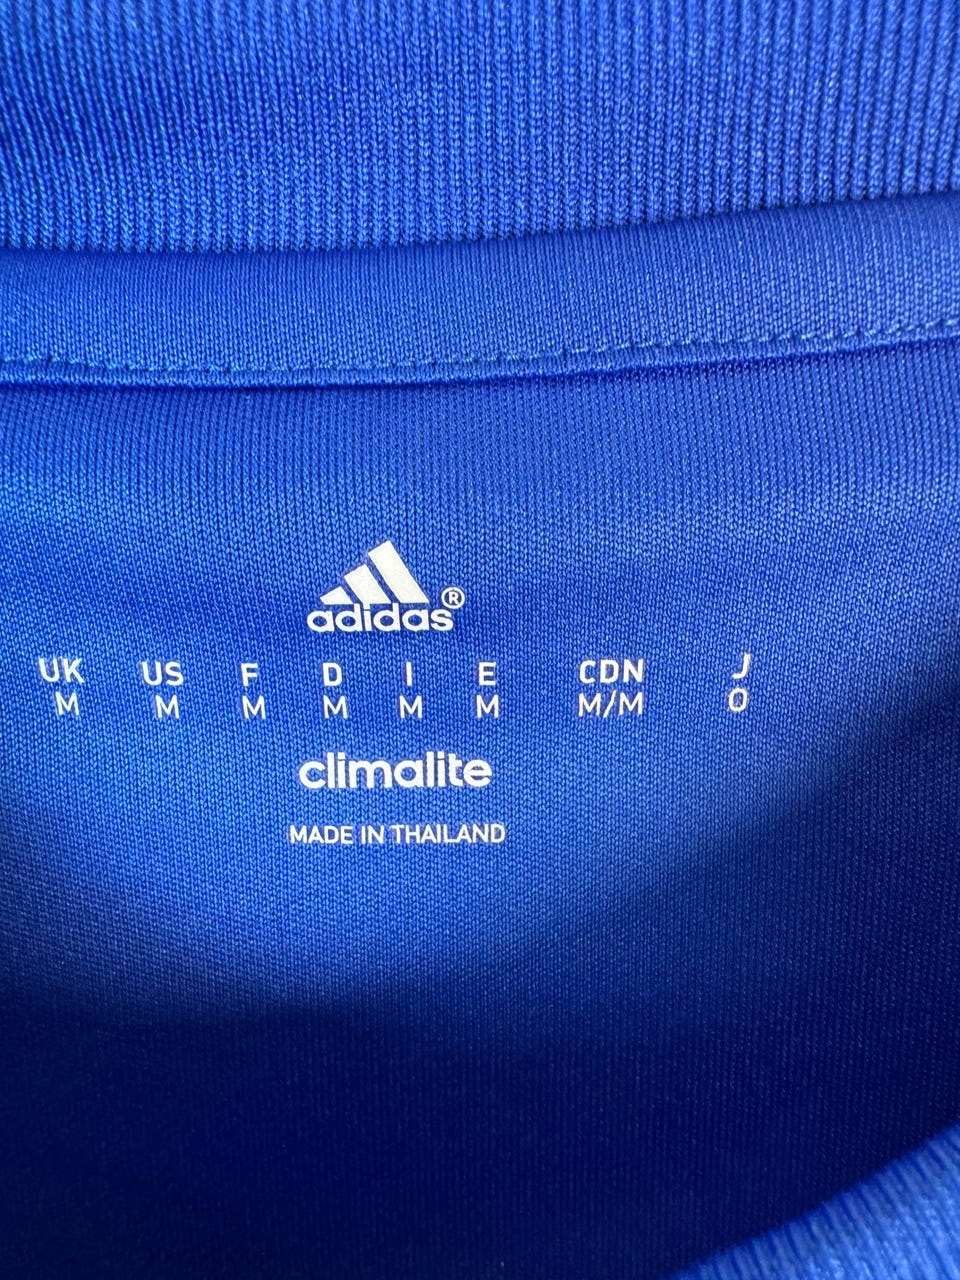 adidas®
UK US F D I E CDN J
M M M M M M M/M O
climalite
MADE IN THAILAND